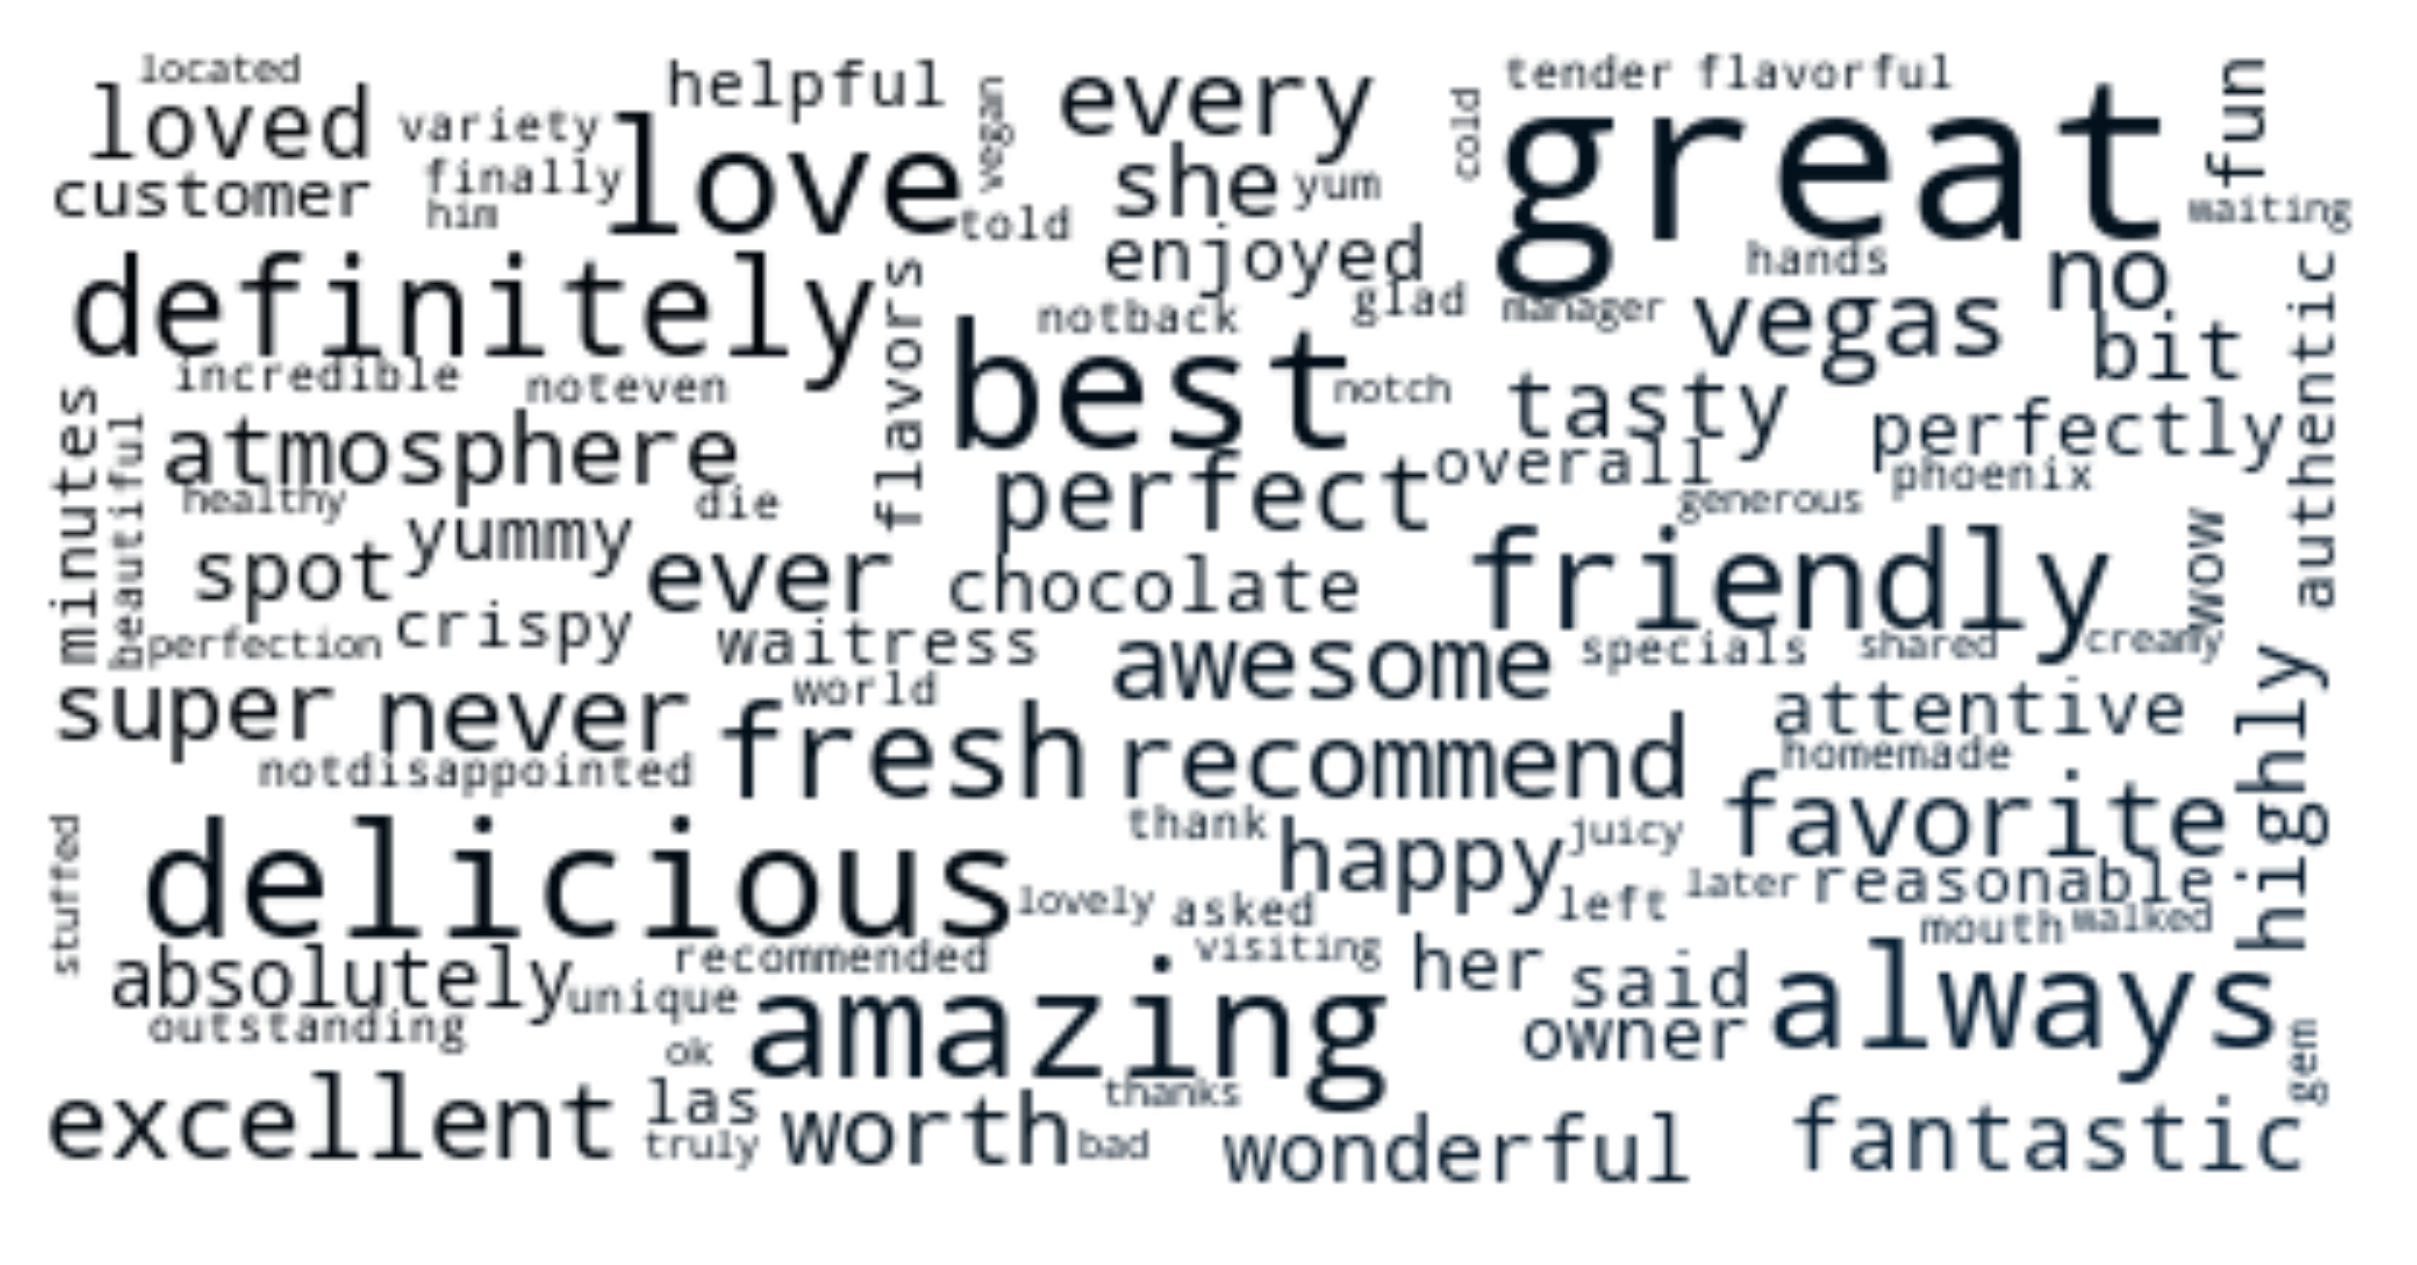 located
helpful
tender flavorful
loved
variety
vegan
every
cold
great
fun
customer
finally
him
love
told
she
yum
waiting
enjoyed
hands
no
definitely
flavors
notback
glad
manager
vegas
bit
authentic
incredible
noteven
best
notch
tasty
perfectly
minutes
beautiful
atmosphere
healthy
die
perfect
overall
generous
phoenix
spot
yummy
ever
chocolate
friendly
wow
perfection
crispy
waitress
awesome
specials
shared
creamy
super
never
world
fresh
recommend
attentive
highly
notdisappointed
homemade
favorite
stuffed
delicious
thank
happy
juicy
lovely
asked
left
later
reasonable
mouth
walked
absolutely
recommended
visiting
her
said
always
unique
outstanding
ok
amazing
owner
gem
excellent
las
truly
worth
thanks
bad
wonderful
fantastic